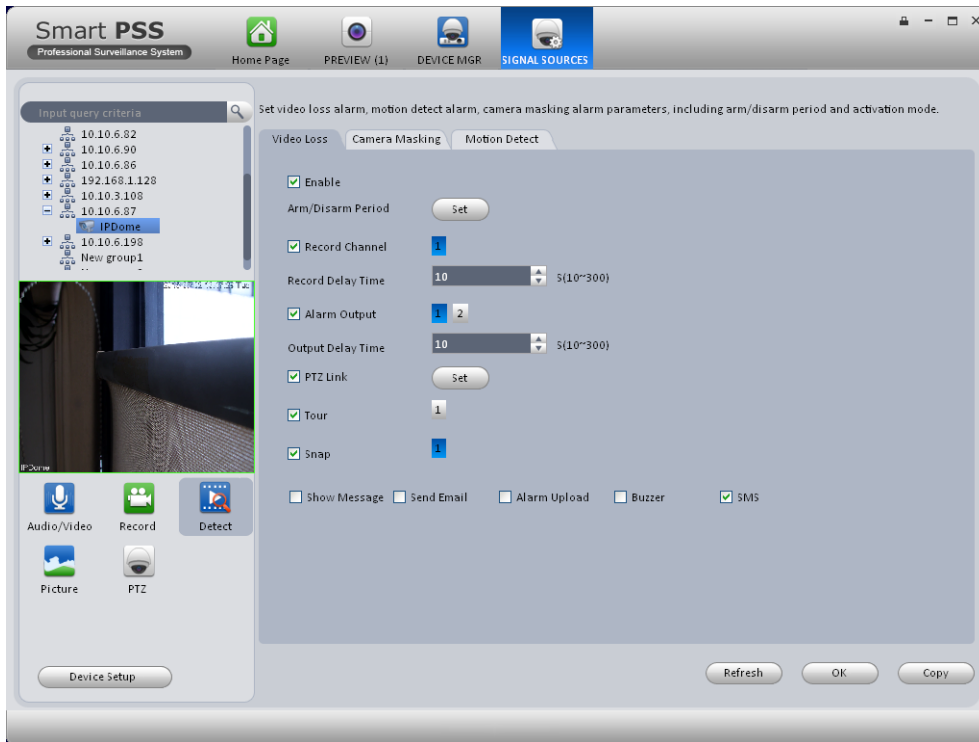 Smart PSS
Professional Surveillance System
Home Page
PREVIEW (1)
DEVICE MGR
SIGNAL SOURCES
Input query criteria
10.10.6.82
10.10.6.90
10.10.6.86
192.168.1.128
10.10.3.108
10.10.6.87
IPDome
10.10.6.198
New group1
IPDome
Audio/Video
Record
Detect
Picture
PTZ
Device Setup
Set video loss alarm, motion detect alarm, camera masking alarm parameters, including arm/disarm period and activation mode.
Video Loss Camera Masking Motion Detect
Enable
Arm/Disarm Period Set
Record Channel 1
Record Delay Time 10 S(10~300)
Alarm Output 1 2
Output Delay Time 10 S(10~300)
PTZ Link Set
Tour 1
Snap 1
Show Message Send Email Alarm Upload Buzzer SMS
Refresh OK Copy